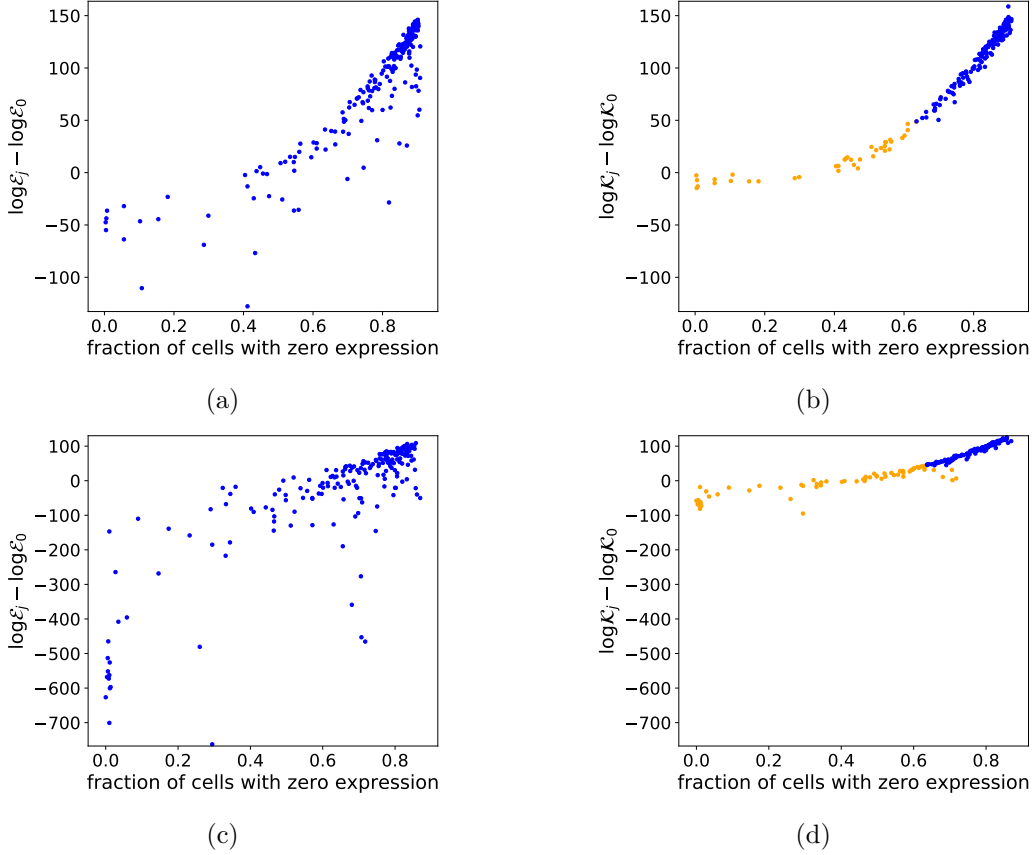 150
100
50
0
−50
−100
logℰⱼ − logℰ₀
0.0 0.2 0.4 0.6 0.8
fraction of cells with zero expression
(a)
150
100
50
0
−50
−100
log𝒦ⱼ − log𝒦₀
0.0 0.2 0.4 0.6 0.8
fraction of cells with zero expression
(b)
100
0
−100
−200
−300
−400
−500
−600
−700
logℰⱼ − logℰ₀
0.0 0.2 0.4 0.6 0.8
fraction of cells with zero expression
(c)
100
0
−100
−200
−300
−400
−500
−600
−700
log𝒦ⱼ − log𝒦₀
0.0 0.2 0.4 0.6 0.8
fraction of cells with zero expression
(d)